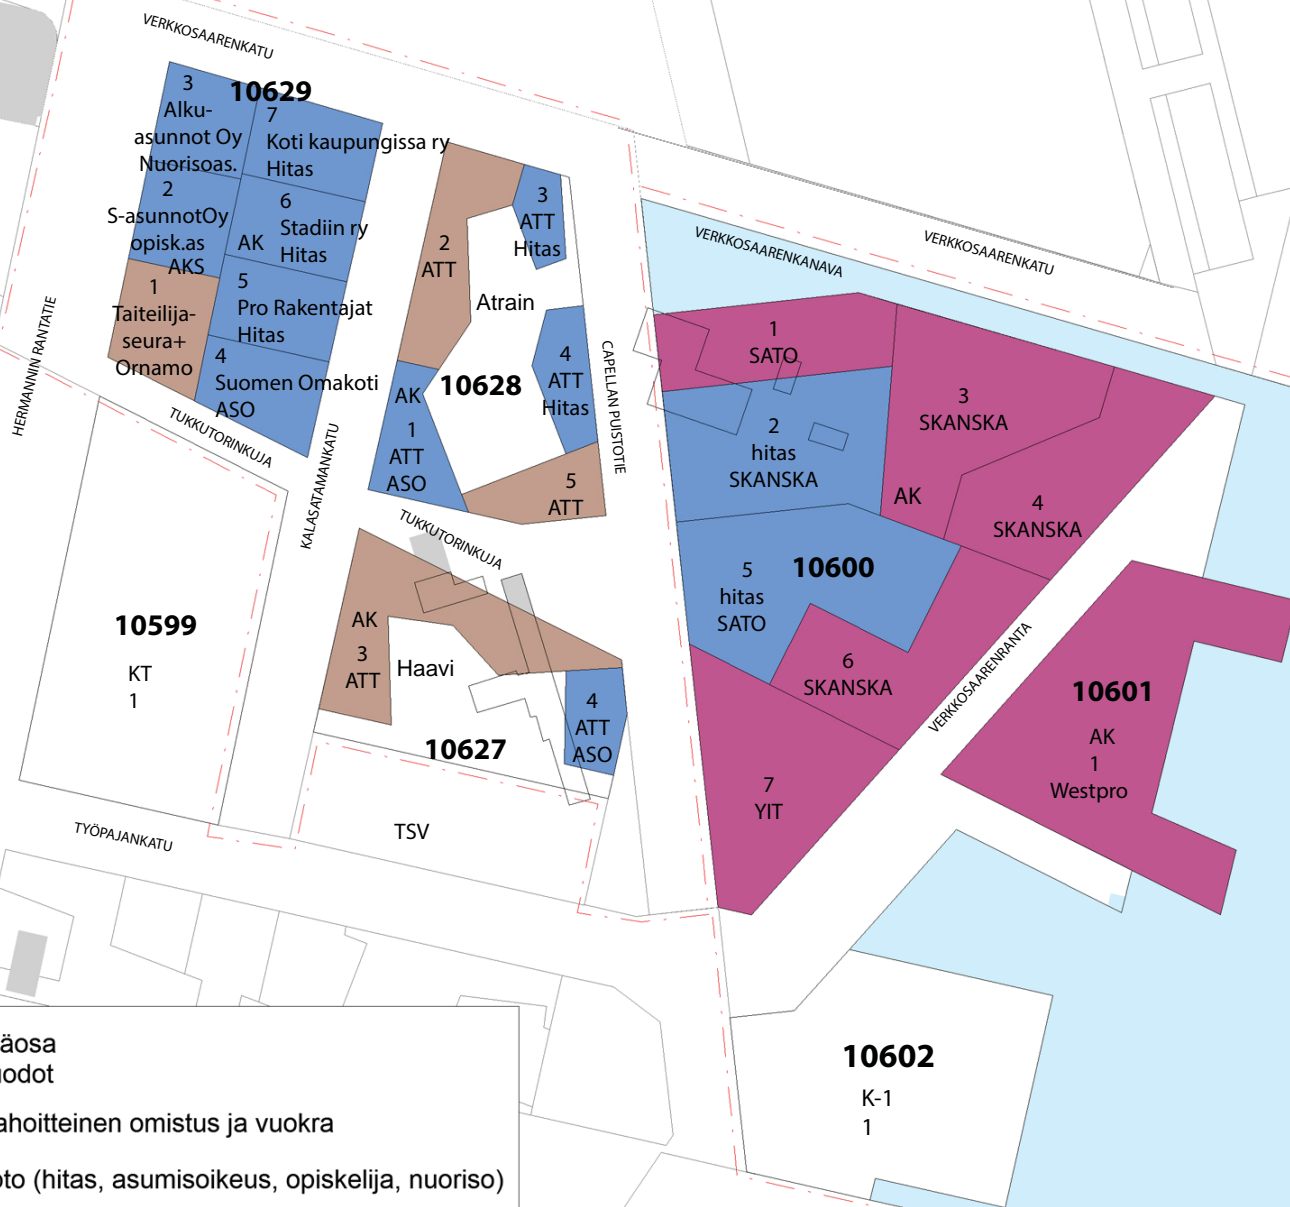 VERKKOSAARENKATU
10629
3
Alku-
asunnot Oy
Nuorisoas.
7
Koti kaupungissa ry
Hitas
2
S-asunnotOy
opisk.as
AKS
6
Stadiin ry
Hitas
AK
1
Taiteilija-
seura+
Ornamo
5
Pro Rakentajat
Hitas
4
Suomen Omakoti
ASO
HERMANNIN RANTATIE
TUKKUTORINKUJA
KALASATAMANKATU
2
ATT
3
ATT
Hitas
Atrain
10628
4
ATT
Hitas
AK
1
ATT
ASO
5
ATT
CAPELLAN PUISTOTIE
TUKKUTORINKUJA
VERKKOSAARENKANAVA
VERKKOSAARENKATU
1
SATO
2
hitas
SKANSKA
3
SKANSKA
AK
4
SKANSKA
10600
5
hitas
SATO
6
SKANSKA
7
YIT
VERKKOSAARENRANTA
10601
AK
1
Westpro
10599
KT
1
AK
3
ATT
Haavi
4
ATT
ASO
10627
TSV
TYÖPAJANKATU
10602
K-1
1
äosa
uodot
ahoitteinen omistus ja vuokra
oto (hitas, asumisoikeus, opiskelija, nuoriso)